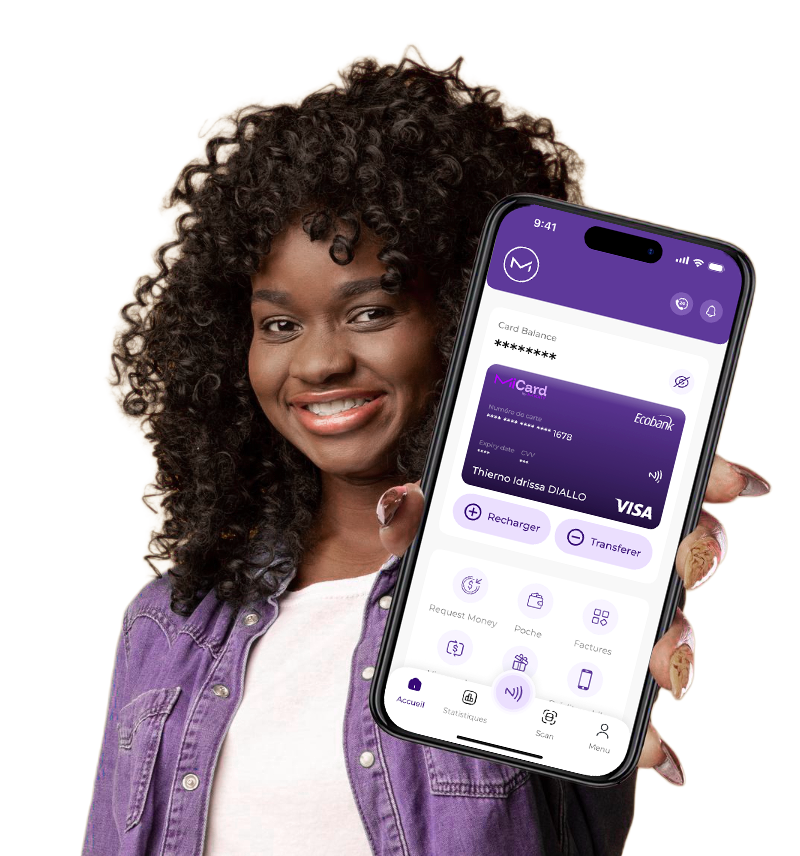 9:41
Card Balance
********
MiCard
Ecobank
Numéro de carte
**** **** **** **** 1678
Expiry date CVV
**** ***
Thierno Idrissa DIALLO
VISA
Recharger
Transferer
Request Money
Poche
Factures
Accueil
Statistiques
Scan
Menu